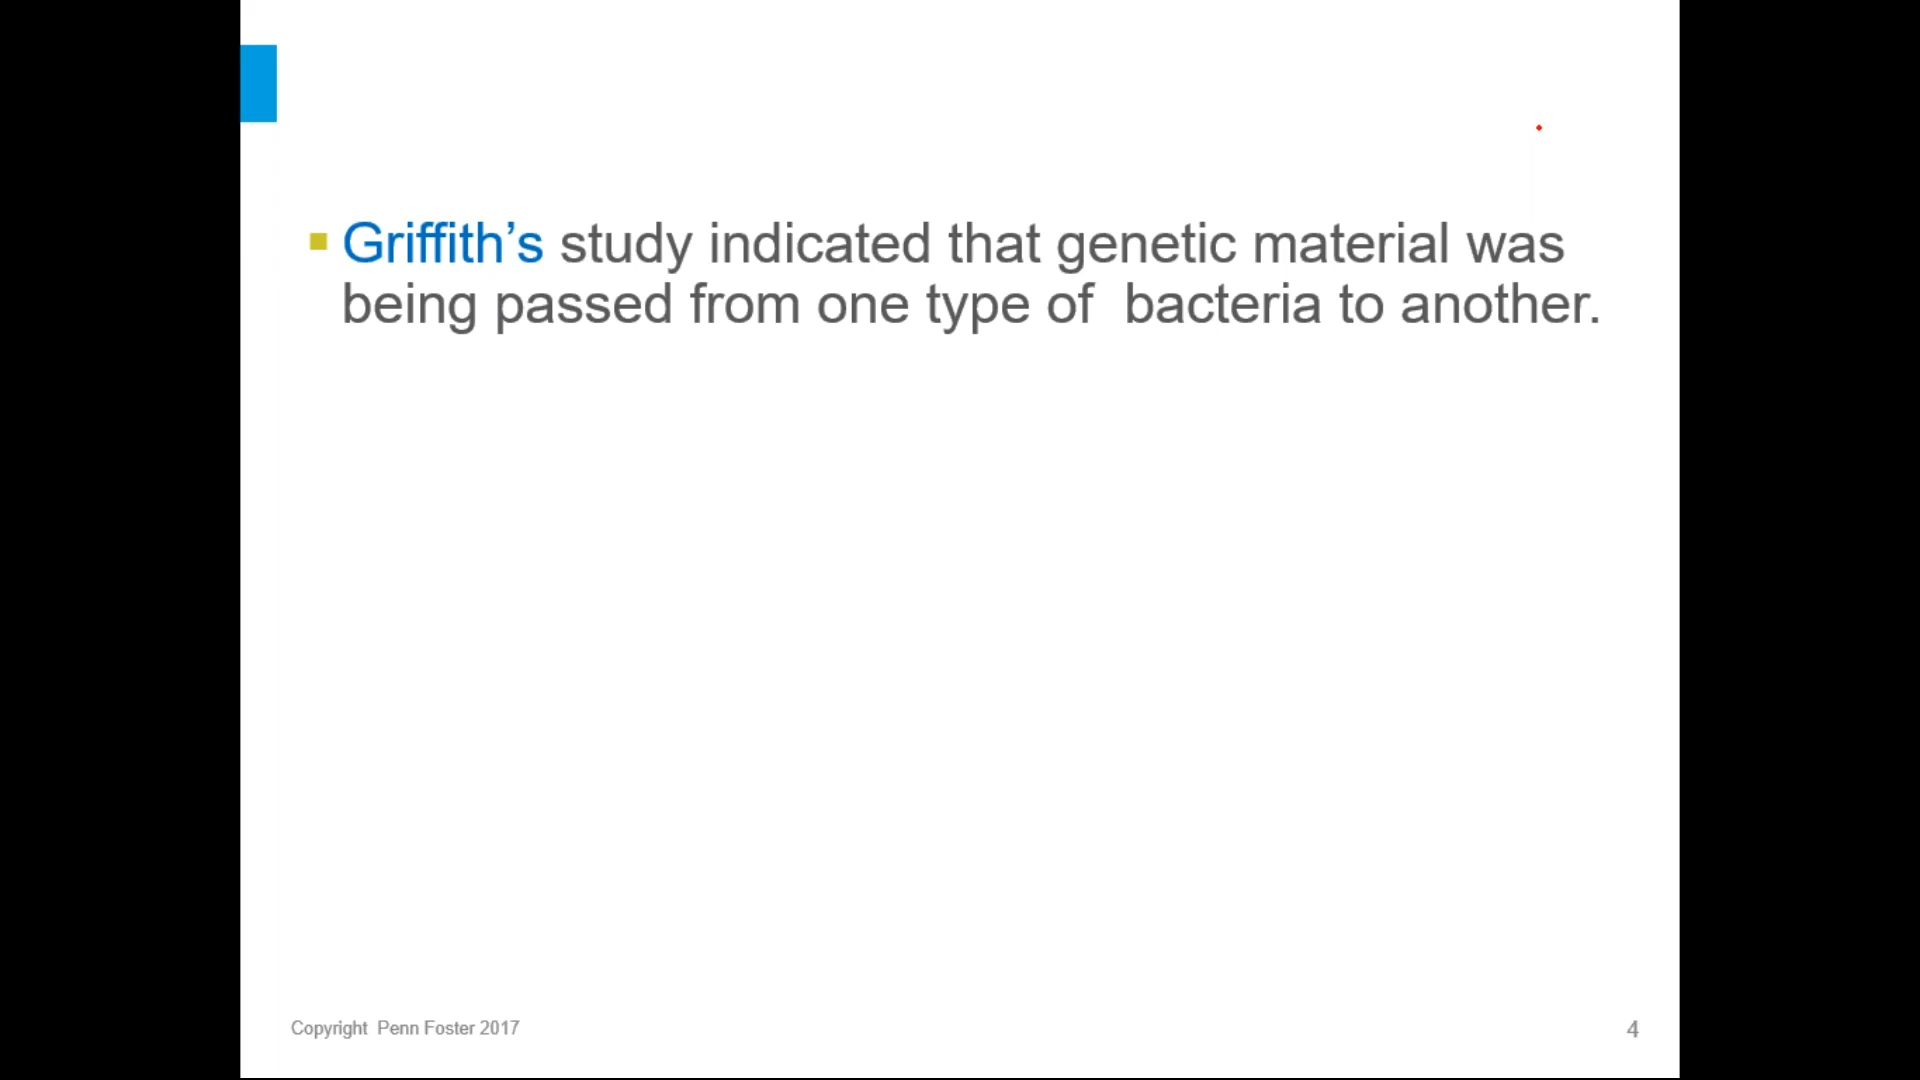 Griffith’s study indicated that genetic material was
being passed from one type of  bacteria to another.
Copyright  Penn Foster 2017
4